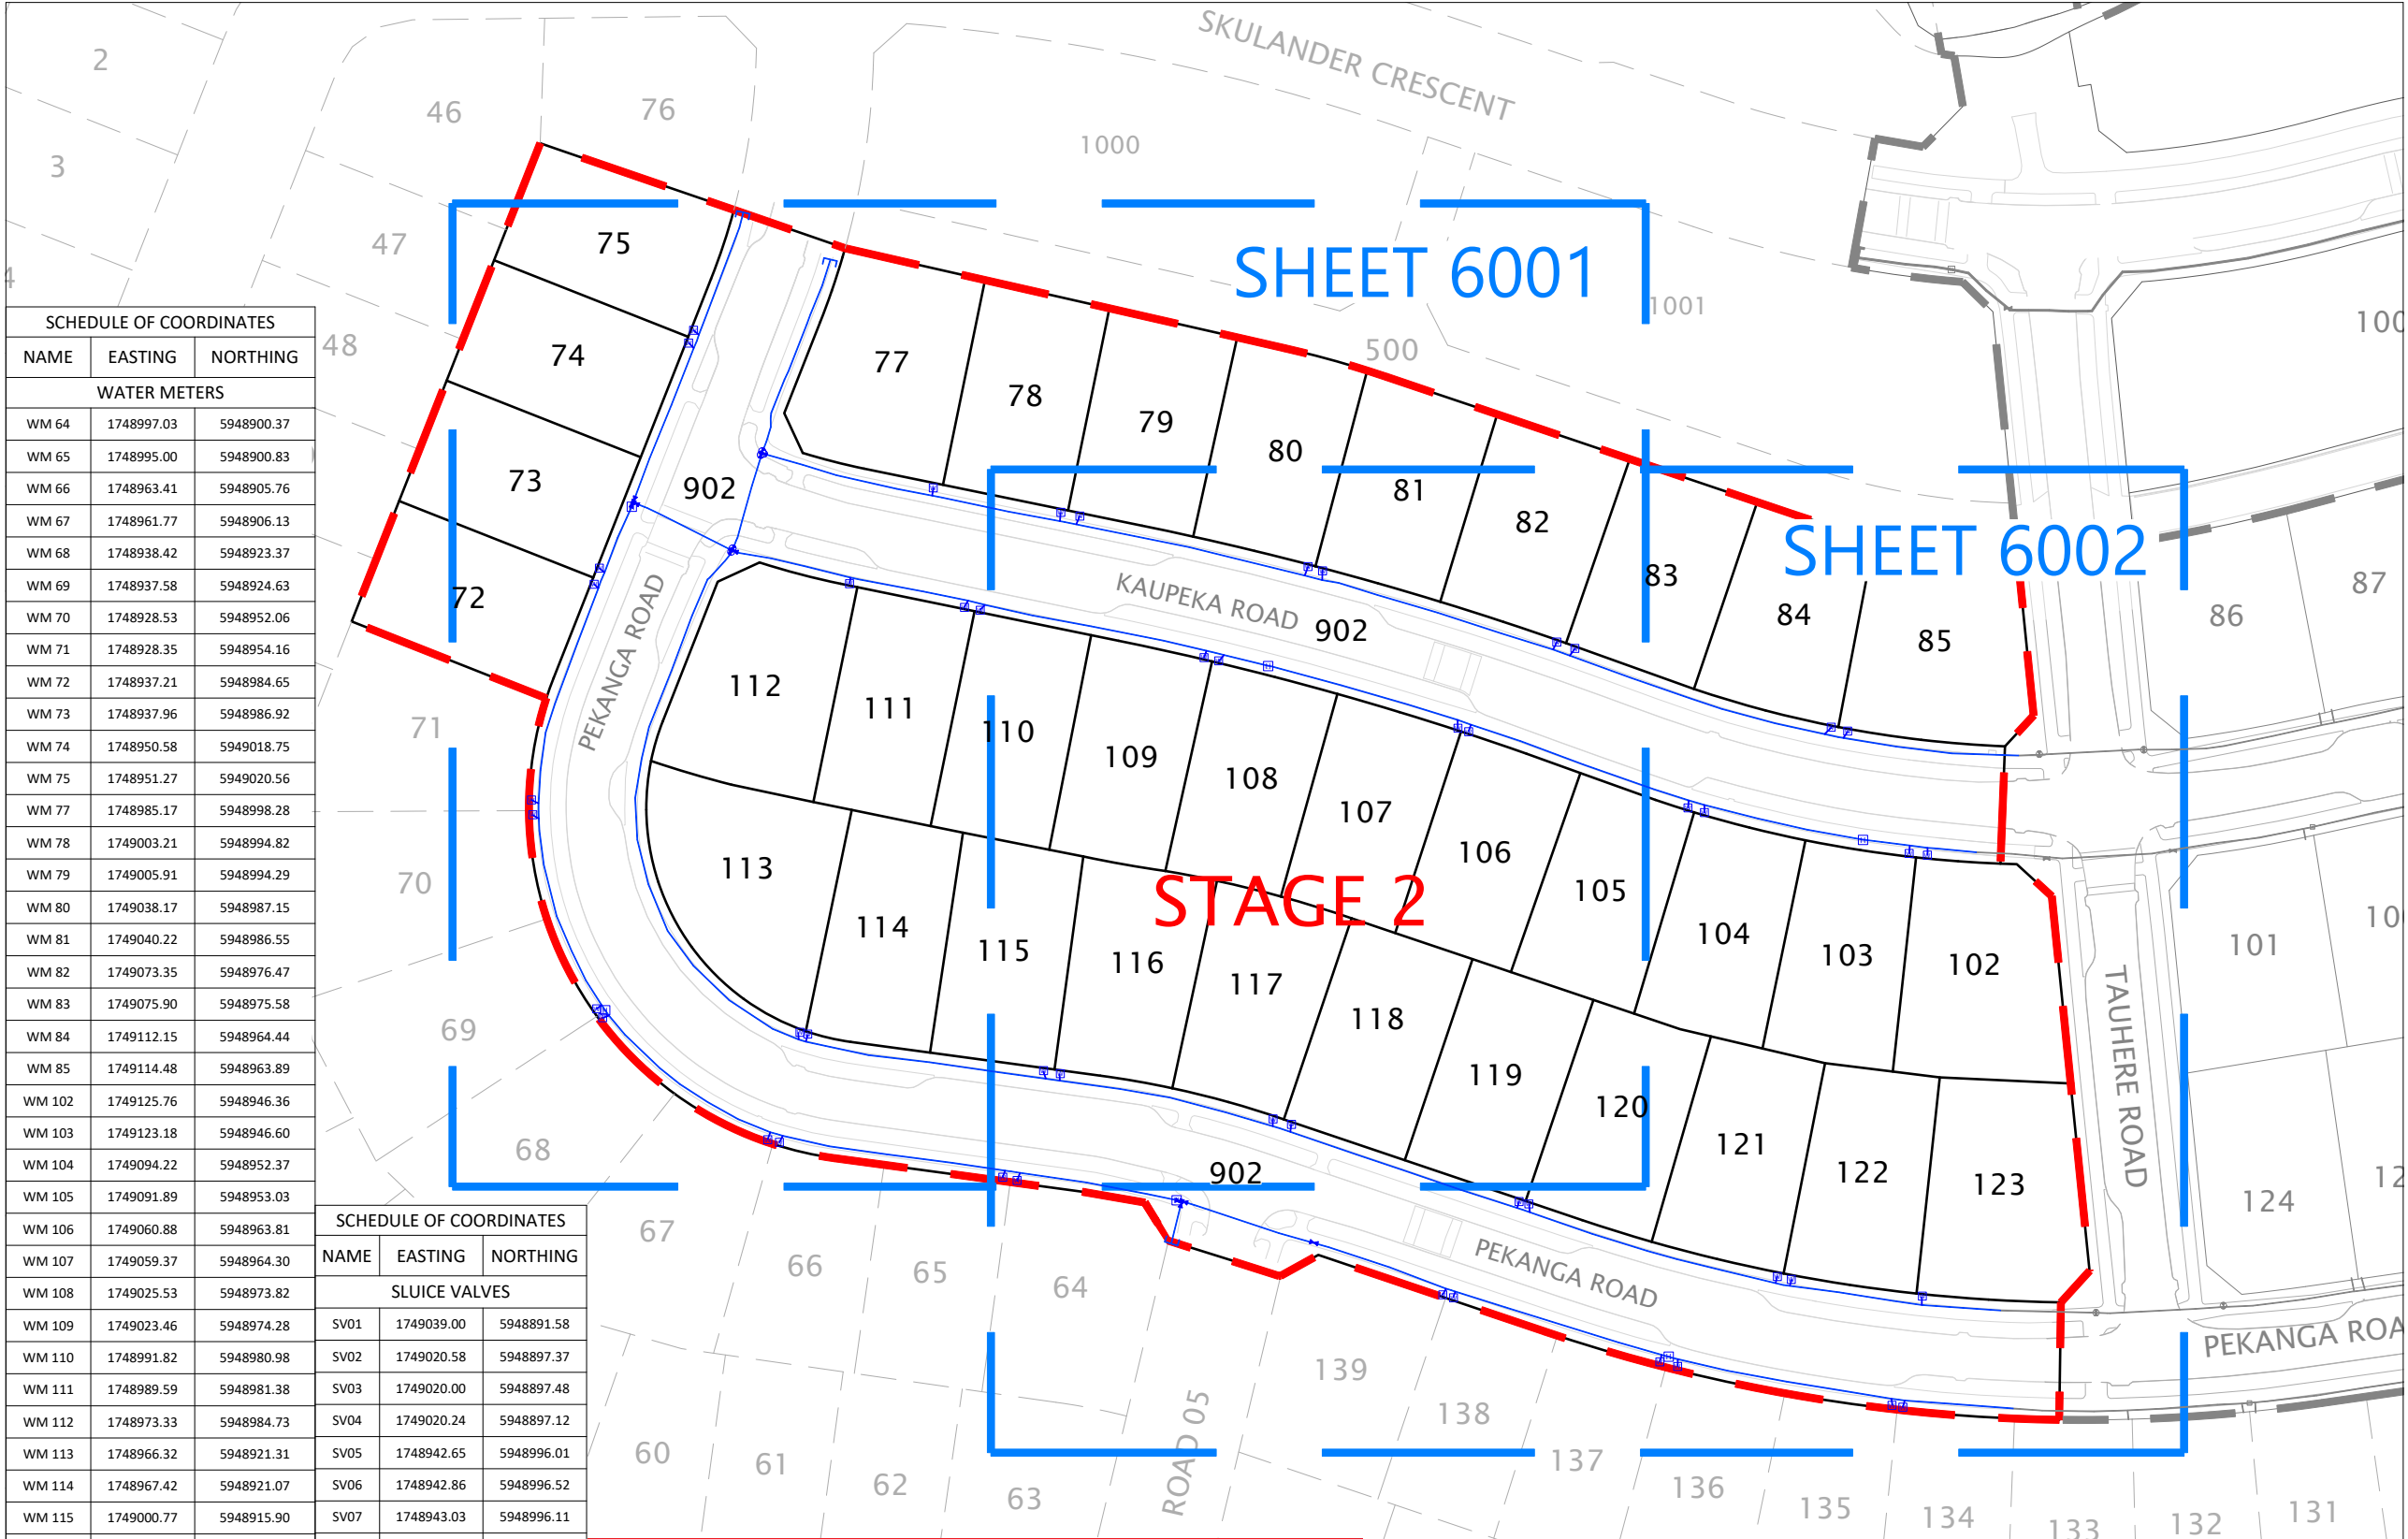 SKULANDER CRESCENT
2
46
76
1000
3
47
75
SHEET 6001
1001
100
48
74
77
500
78
79
80
81
82
73
902
SHEET 6002
72
KAUPEKA ROAD
902
83
84
85
86
87
PEKANGA ROAD
112
111
110
109
108
107
106
105
104
103
102
101
10
71
70
69
68
113
114
115
116
117
118
119
120
121
122
123
124
12
STAGE 2
TAUHERE ROAD
902
PEKANGA ROAD
PEKANGA ROA
67
66
65
64
139
138
137
136
135
134
133
132
131
60
61
62
63
ROAD 05
SCHEDULE OF COORDINATES
NAME EASTING NORTHING
WATER METERS
WM 64 1748997.03 5948900.37
WM 65 1748995.00 5948900.83
WM 66 1748963.41 5948905.76
WM 67 1748961.77 5948906.13
WM 68 1748938.42 5948923.37
WM 69 1748937.58 5948924.63
WM 70 1748928.53 5948952.06
WM 71 1748928.35 5948954.16
WM 72 1748937.21 5948984.65
WM 73 1748937.96 5948986.92
WM 74 1748950.58 5949018.75
WM 75 1748951.27 5949020.56
WM 77 1748985.17 5948998.28
WM 78 1749003.21 5948994.82
WM 79 1749005.91 5948994.29
WM 80 1749038.17 5948987.15
WM 81 1749040.22 5948986.55
WM 82 1749073.35 5948976.47
WM 83 1749075.90 5948975.58
WM 84 1749112.15 5948964.44
WM 85 1749114.48 5948963.89
WM 102 1749125.76 5948946.36
WM 103 1749123.18 5948946.60
WM 104 1749094.22 5948952.37
WM 105 1749091.89 5948953.03
WM 106 1749060.88 5948963.81
WM 107 1749059.37 5948964.30
WM 108 1749025.53 5948973.82
WM 109 1749023.46 5948974.28
WM 110 1748991.82 5948980.98
WM 111 1748989.59 5948981.38
WM 112 1748973.33 5948984.73
WM 113 1748966.32 5948921.31
WM 114 1748967.42 5948921.07
WM 115 1749000.77 5948915.90
SCHEDULE OF COORDINATES
NAME EASTING NORTHING
SLUICE VALVES
SV01 1749039.00 5948891.58
SV02 1749020.58 5948897.37
SV03 1749020.00 5948897.48
SV04 1749020.24 5948897.12
SV05 1748942.65 5948996.01
SV06 1748942.86 5948996.52
SV07 1748943.03 5948996.11